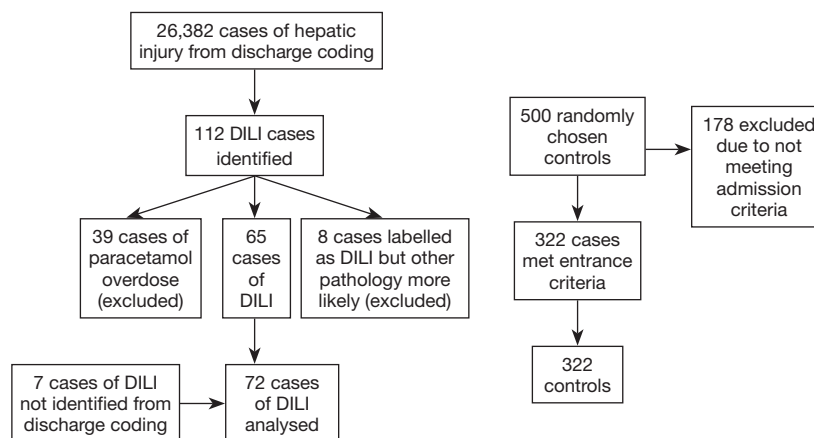 26,382 cases of hepatic
injury from discharge coding
112 DILI cases
identified
39 cases of
paracetamol
overdose
(excluded)
65
cases
of DILI
8 cases labelled
as DILI but other
pathology more
likely (excluded)
7 cases of DILI
not identified from
discharge coding
72 cases
of DILI
analysed
500 randomly
chosen
controls
178 excluded
due to not
meeting
admission
criteria
322 cases
met entrance
criteria
322
controls